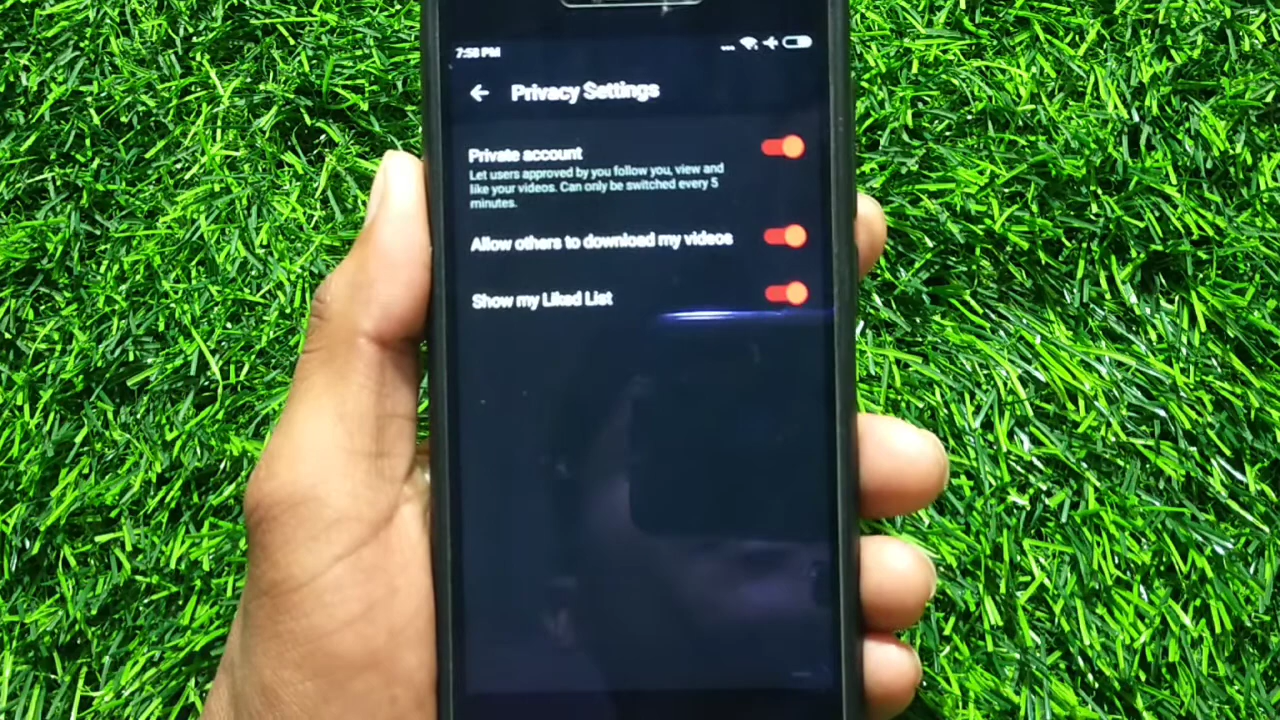 7:58 PM
Privacy Settings
Private account
Let users approved by you follow you, view and
like your videos. Can only be switched every 5
minutes.
Allow others to download my videos
Show my Liked List